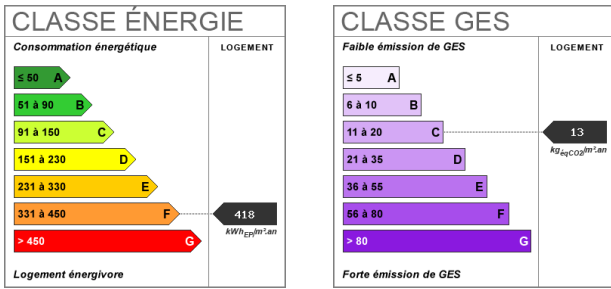 CLASSE ÉNERGIE
Consommation énergétique
LOGEMENT
≤ 50 A
51 à 90 B
91 à 150 C
151 à 230 D
231 à 330 E
331 à 450 F
418
kWhEP/m².an
> 450 G
Logement énergivore
CLASSE GES
Faible émission de GES
LOGEMENT
≤ 5 A
6 à 10 B
11 à 20 C
13
kgéqCO2/m².an
21 à 35 D
36 à 55 E
56 à 80 F
> 80 G
Forte émission de GES